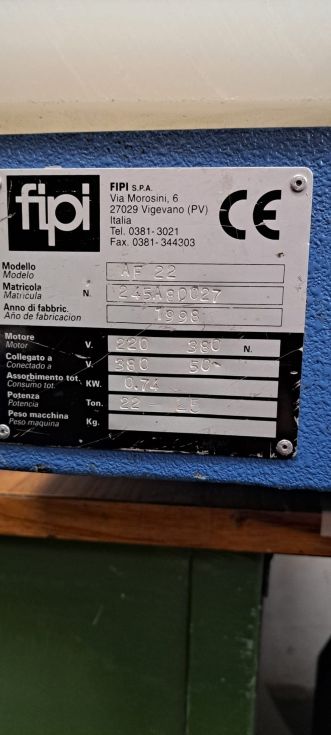 fipi
FIPI S.P.A.
Via Morosini, 6
27029 Vigevano (PV)
Italia
Tel. 0381-3021
Fax. 0381-344303
CE
Modello AF 22
Modelo
Matricola N.
Matricula
Anno di fabbric. 1998
Año de fabricacion
Motore V. 220 380 N.
Motor
Collegato a V. 380 50~
Conectado a
Assorbimento tot. KW. 0.74
Consumo tot.
Potenza Ton. 22
Potencia
Peso macchina Kg.
Peso maquina